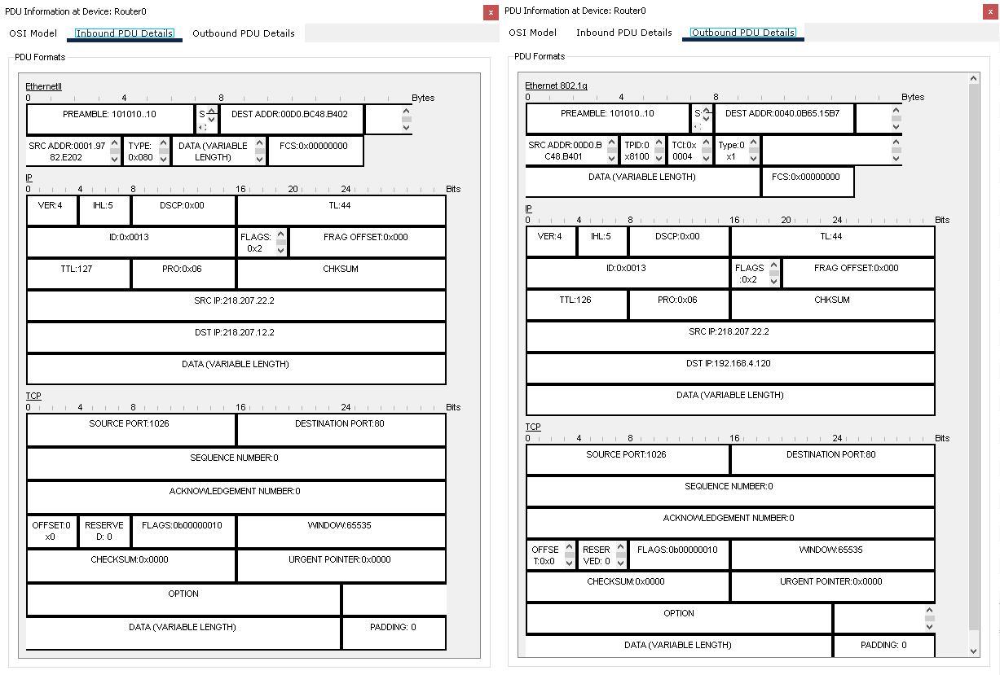 PDU Information at Device: Router0
x
OSI Model Inbound PDU Details Outbound PDU Details
PDU Formats
EthernetII
0 4 8 Bytes
PREAMBLE: 101010..10 S DEST ADDR:00D0.BC48.B402
SRC ADDR:0001.97 TYPE: DATA (VARIABLE FCS:0x00000000
82.E202 0x080 LENGTH)
IP
0 4 8 16 20 24 Bits
VER:4 IHL:5 DSCP:0x00 TL:44
ID:0x0013 FLAGS: FRAG OFFSET:0x000
0x2
TTL:127 PRO:0x06 CHKSUM
SRC IP:218.207.22.2
DST IP:218.207.12.2
DATA (VARIABLE LENGTH)
TCP
0 4 8 16 24 Bits
SOURCE PORT:1026 DESTINATION PORT:80
SEQUENCE NUMBER:0
ACKNOWLEDGEMENT NUMBER:0
OFFSET:0 RESERVE FLAGS:0b00000010 WINDOW:65535
x0 D: 0
CHECKSUM:0x0000 URGENT POINTER:0x0000
OPTION
DATA (VARIABLE LENGTH) PADDING: 0
PDU Information at Device: Router0
x
OSI Model Inbound PDU Details Outbound PDU Details
PDU Formats
Ethernet 802.1q
0 4 8 Bytes
PREAMBLE: 101010..10 S DEST ADDR:0040.0B65.15B7
SRC ADDR:00D0.B TPID:0 TCI:0x Type:0
C48.B401 x8100 0004 x1
DATA (VARIABLE LENGTH) FCS:0x00000000
IP
0 4 8 16 20 24 Bits
VER:4 IHL:5 DSCP:0x00 TL:44
ID:0x0013 FLAGS FRAG OFFSET:0x000
:0x2
TTL:126 PRO:0x06 CHKSUM
SRC IP:218.207.22.2
DST IP:192.168.4.120
DATA (VARIABLE LENGTH)
TCP
0 4 8 16 24 Bits
SOURCE PORT:1026 DESTINATION PORT:80
SEQUENCE NUMBER:0
ACKNOWLEDGEMENT NUMBER:0
OFFSE RESER FLAGS:0b00000010 WINDOW:65535
T:0x0 VED: 0
CHECKSUM:0x0000 URGENT POINTER:0x0000
OPTION
DATA (VARIABLE LENGTH) PADDING: 0